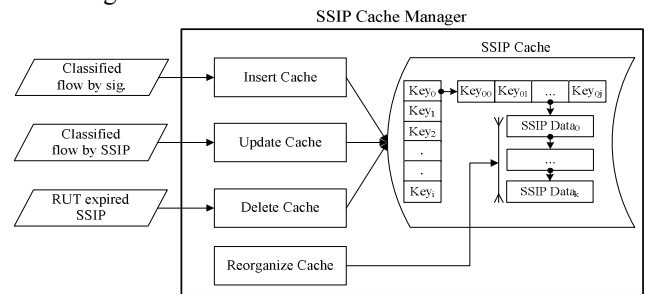 SSIP Cache Manager
SSIP Cache
Classified
flow by sig.
Insert Cache
Key0
Key00 Key01 ... Key0j
Key1
Classified
flow by SSIP
Update Cache
Key2
SSIP Data0
.
...
.
RUT expired
SSIP
Delete Cache
Keyi
SSIP Datak
Reorganize Cache